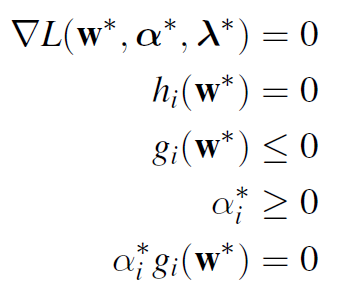 ∇L(w*, α*, λ*) = 0
hᵢ(w*) = 0
gᵢ(w*) ≤ 0
αᵢ* ≥ 0
αᵢ* gᵢ(w*) = 0